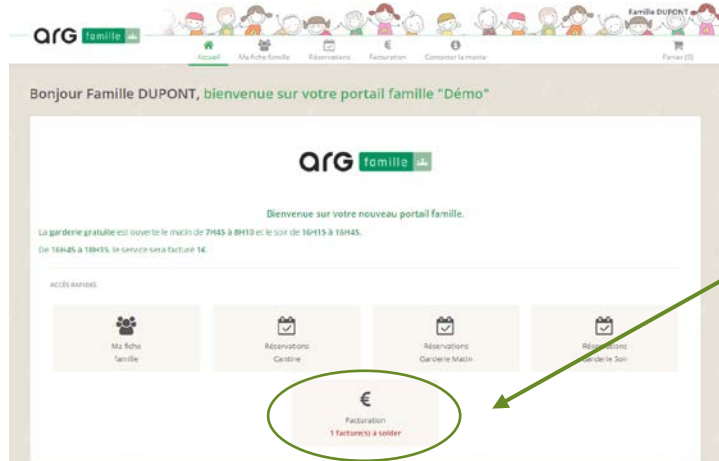 Famille DUPONT
arG famille
Accueil Ma fiche famille Réservations Facturation Contacter la mairie Panier (0)
Bonjour Famille DUPONT, bienvenue sur votre portail famille "Démo"
arG famille
Bienvenue sur votre nouveau portail famille.
La garderie gratuite est ouverte le matin de 7H45 à 8H10 et le soir de 16H15 à 16H45.
De 16H45 à 18H15, le service sera facturé 1€.
ACCÈS RAPIDES
Ma fiche famille
Réservations Cantine
Réservations Garderie Matin
Réservations Garderie Soir
€
Facturation
1 facture(s) à solder